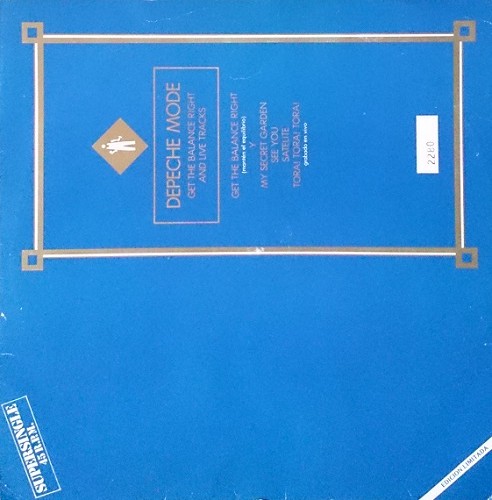 DEPECHE MODE
GET THE BALANCE RIGHT
AND LIVE TRACKS
GET THE BALANCE RIGHT
(mantén el equilibrio)
Y
MY SECRET GARDEN
SEE YOU
SATELITE
TORA! TORA! TORA!
grabado en vivo
0422
SUPERSINGLE
45 R.P.M.
EDICION LIMITADA